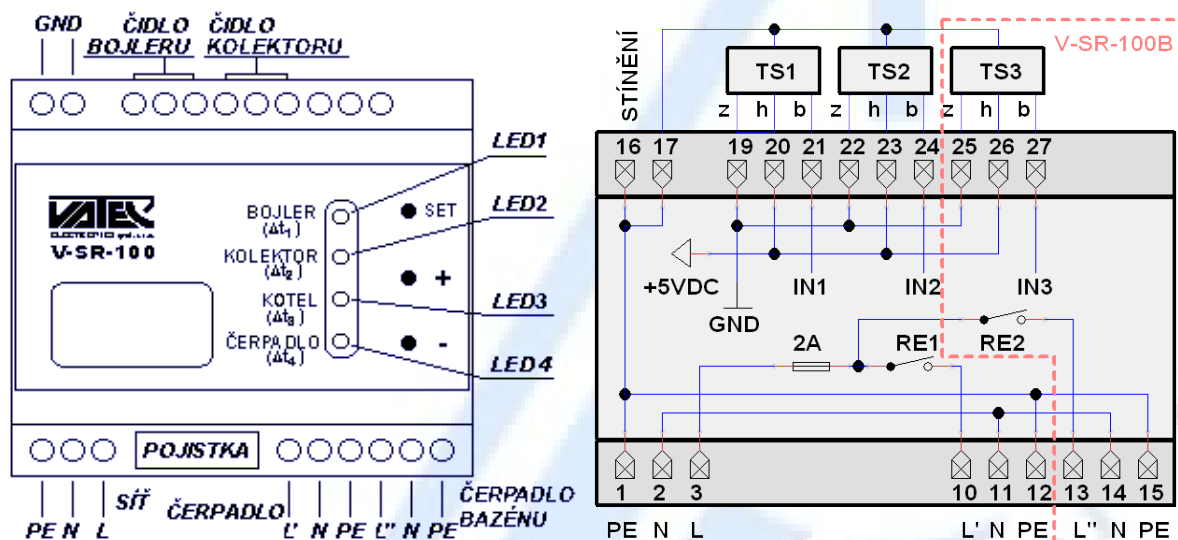 GND
ČIDLO ČIDLO
BOJLERU KOLEKTORU
LED1
VATEK
V-SR-100
BOJLER
(Δt₁)
SET
LED2
KOLEKTOR
(Δt₂)
+
KOTEL
(Δt₃)
LED3
ČERPADLO
(Δt₄)
-
LED4
POJISTKA
SÍŤ
ČERPADLO
ČERPADLO
BAZÉNU
PE N L L' N PE L" N PE
V-SR-100B
STÍNĚNÍ
TS1 TS2 TS3
z h b z h b z h b
16 17 19 20 21 22 23 24 25 26 27
+5VDC
GND
IN1 IN2 IN3
2A RE1 RE2
1 2 3 10 11 12 13 14 15
PE N L L' N PE L" N PE